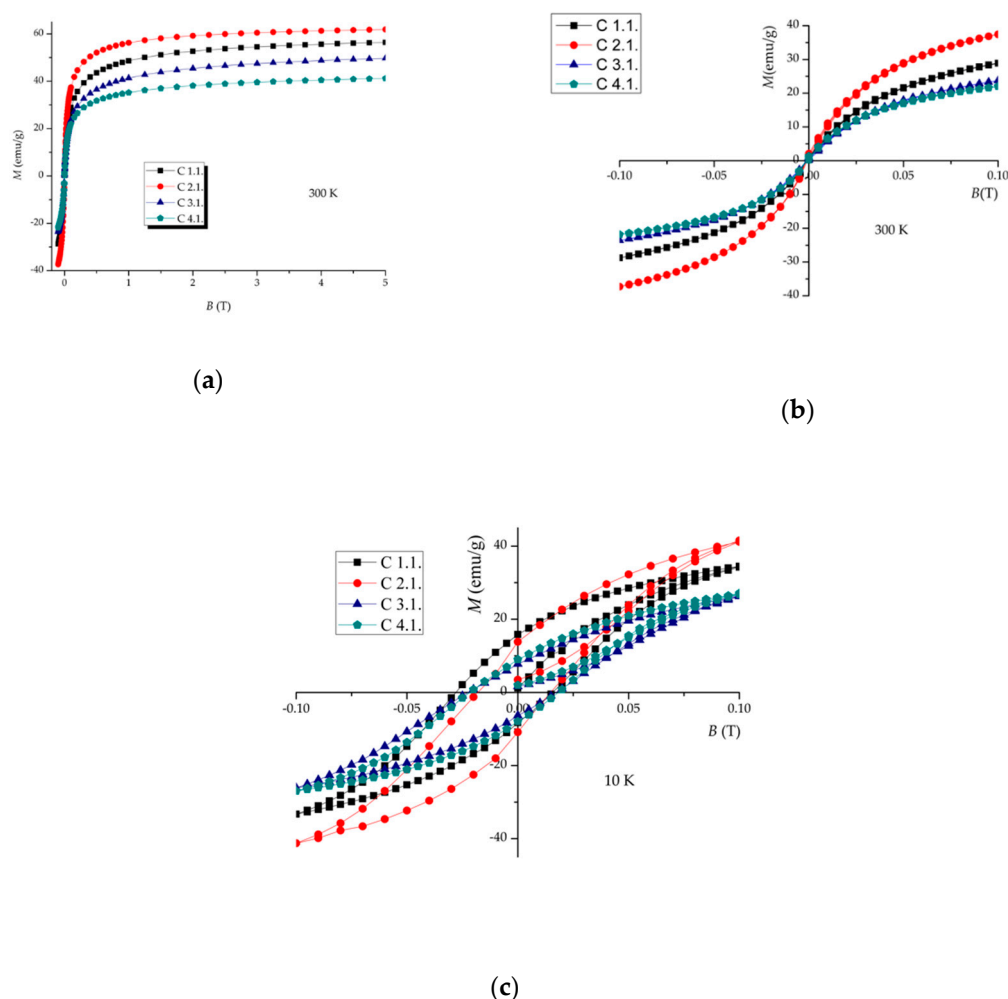 60
40
20
0
-20
-40
M (emu/g)
C 1.1.
C 2.1.
C 3.1.
C 4.1.
300 K
0 1 2 3 4 5
B (T)
(a)
C 1.1.
C 2.1.
C 3.1.
C 4.1.
M(emu/g)
40
30
20
10
0
10
-20
30
-40
-0.10 -0.05 0.00 0.05 0.10
B(T)
300 K
(b)
C 1.1.
C 2.1.
C 3.1.
C 4.1.
M (emu/g)
40
20
0
-20
-40
-0.10 -0.05 0.00 0.05 0.10
B (T)
10 K
(c)